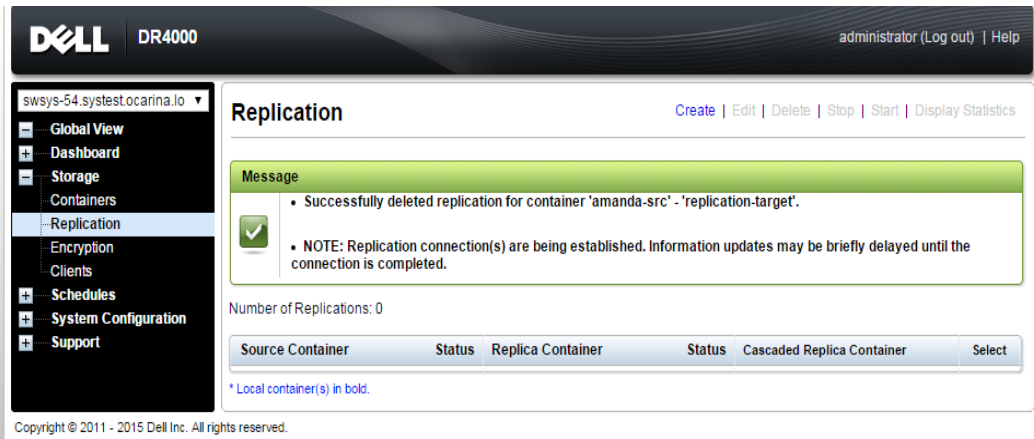 DELL DR4000
administrator (Log out) | Help
swsys-54.systest.ocarina.lo
Global View
Dashboard
Storage
Containers
Replication
Encryption
Clients
Schedules
System Configuration
Support
Replication
Create | Edit | Delete | Stop | Start | Display Statistics
Message
• Successfully deleted replication for container 'amanda-src' - 'replication-target'.
• NOTE: Replication connection(s) are being established. Information updates may be briefly delayed until the
connection is completed.
Number of Replications: 0
Source Container Status Replica Container Status Cascaded Replica Container Select
* Local container(s) in bold.
Copyright © 2011 - 2015 Dell Inc. All rights reserved.